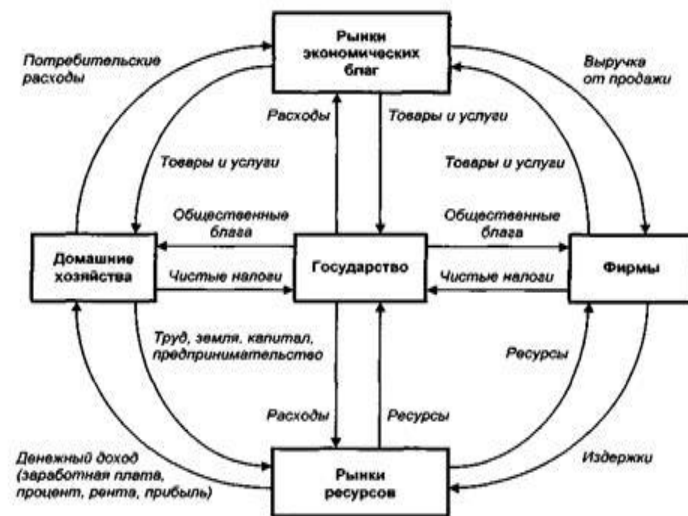 Рынки
экономических
благ
Потребительские
расходы
Выручка
от продажи
Расходы
Товары и услуги
Товары и услуги
Товары и услуги
Общественные
блага
Общественные
блага
Домашние
хозяйства
Государство
Фирмы
Чистые налоги
Чистые налоги
Труд, земля, капитал,
предпринимательство
Ресурсы
Расходы
Ресурсы
Денежный доход
(заработная плата,
процент, рента, прибыль)
Рынки
ресурсов
Издержки